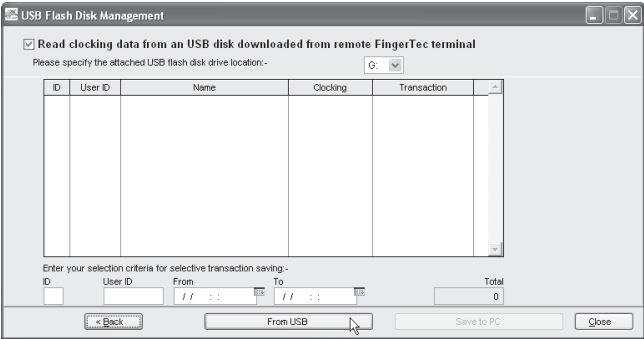 USB Flash Disk Management
Read clocking data from an USB disk downloaded from remote FingerTec terminal
Please specify the attached USB flash disk drive location:-
G:
ID User ID Name Clocking Transaction
Enter your selection criteria for selective transaction saving:-
ID User ID From To Total
/ / : : / / : : 0
< Back From USB Save to PC Close